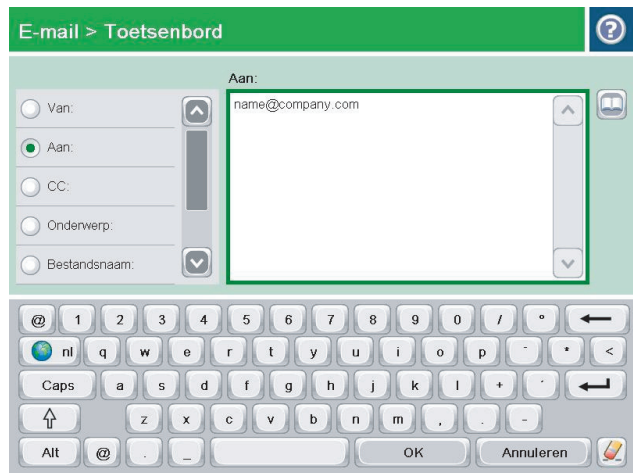 E-mail > Toetsenbord
?
Aan:
Van:
Aan:
CC:
Onderwerp:
Bestandsnaam:
name@company.com
@ 1 2 3 4 5 6 7 8 9 0 / °
nl q w e r t y u i o p ¨ * <
Caps a s d f g h j k l + ´
z x c v b n m , . -
Alt @ . _ OK Annuleren